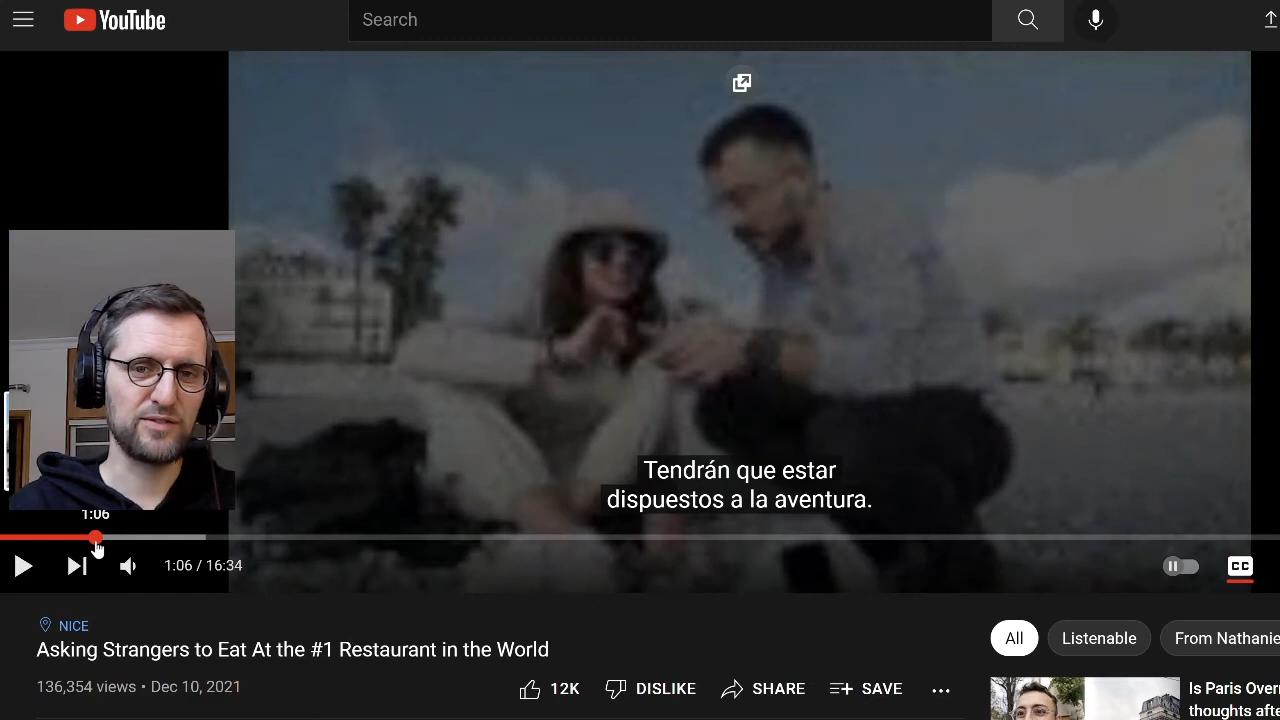 YouTube
Search
Tendrán que estar
dispuestos a la aventura.
1:06
1:06 / 16:34
CC
NICE
Asking Strangers to Eat At the #1 Restaurant in the World
136,354 views • Dec 10, 2021
12K
DISLIKE
SHARE
SAVE
All
Listenable
From Nathanie
Is Paris Over
thoughts afte